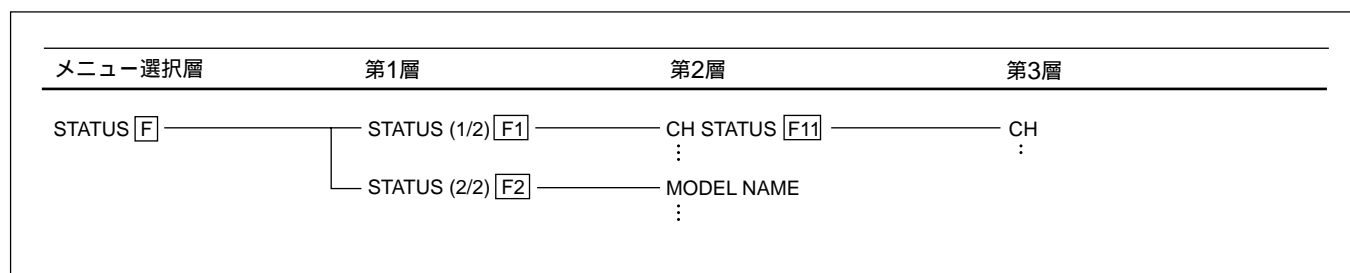 メニュー選択層 第1層 第2層 第3層
STATUS F STATUS (1/2) F1 CH STATUS F11 CH
STATUS (2/2) F2 MODEL NAME